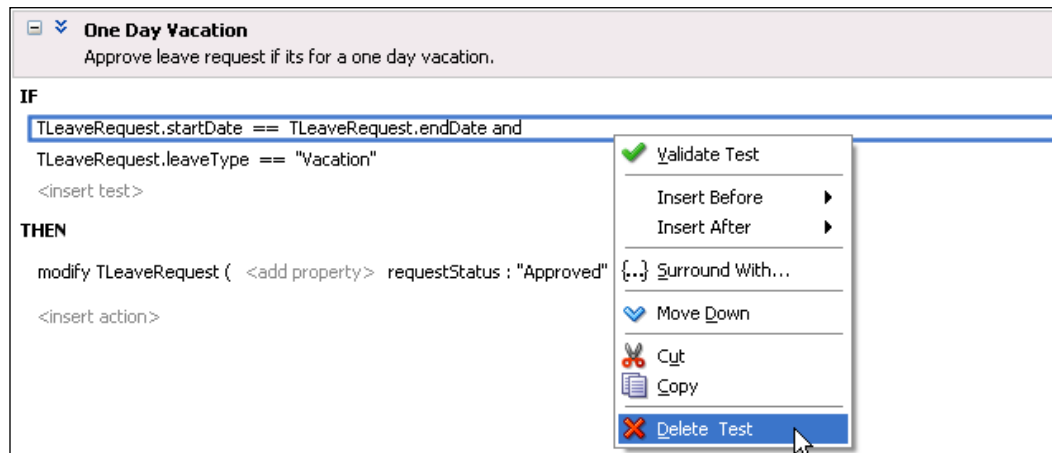 One Day Vacation
Approve leave request if its for a one day vacation.
IF
TLeaveRequest.startDate == TLeaveRequest.endDate and
TLeaveRequest.leaveType == "Vacation"
<insert test>
THEN
modify TLeaveRequest ( <add property> requestStatus : "Approved"
<insert action>
Validate Test
Insert Before
Insert After
{...} Surround With...
Move Down
Cut
Copy
Delete Test